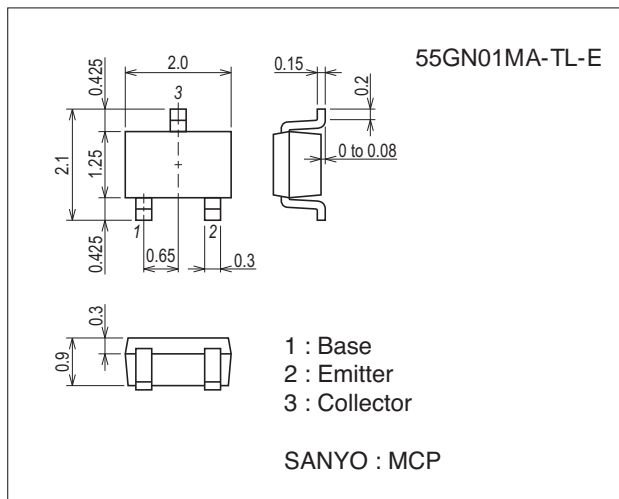 55GN01MA-TL-E
2.0
0.15
0.425
3
0.2
2.1
1.25
0 to 0.08
0.425
1
2
0.65
0.3
0.3
0.9
1 : Base
2 : Emitter
3 : Collector
SANYO : MCP